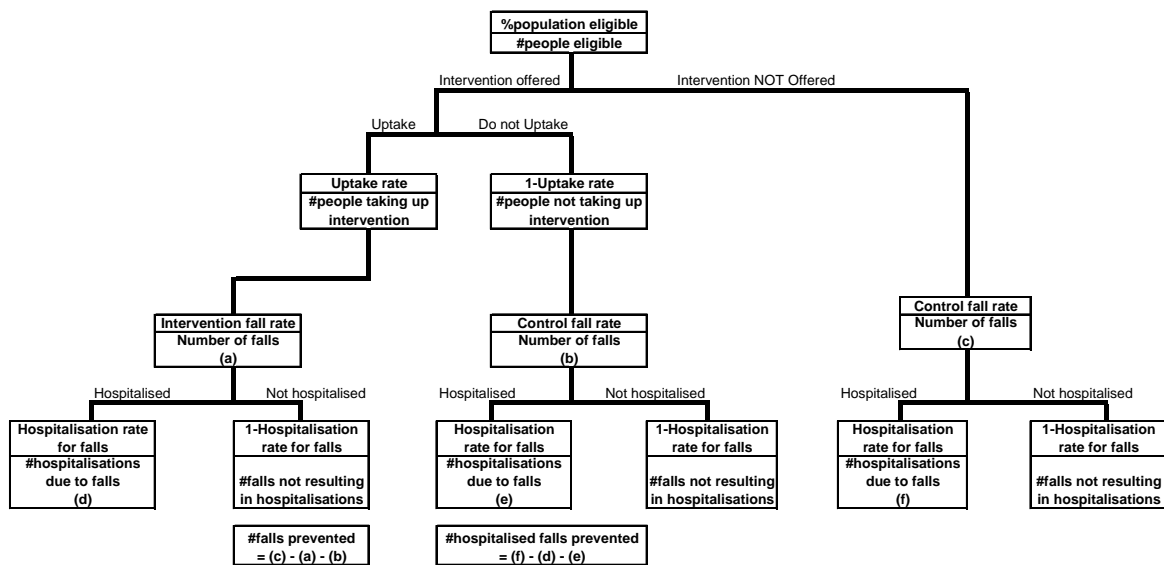 %population eligible
#people eligible
Intervention offered
Intervention NOT Offered
Uptake
Do not Uptake
Uptake rate
#people taking up
intervention
1-Uptake rate
#people not taking up
intervention
Intervention fall rate
Number of falls
(a)
Control fall rate
Number of falls
(b)
Control fall rate
Number of falls
(c)
Hospitalised
Not hospitalised
Hospitalised
Not hospitalised
Hospitalised
Not hospitalised
Hospitalisation rate
for falls
#hospitalisations
due to falls
(d)
1-Hospitalisation
rate for falls
#falls not resulting
in hospitalisations
Hospitalisation
rate for falls
#hospitalisations
due to falls
(e)
1-Hospitalisation
rate for falls
#falls not resulting
in hospitalisations
Hospitalisation
rate for falls
#hospitalisations
due to falls
(f)
1-Hospitalisation
rate for falls
#falls not resulting
in hospitalisations
#falls prevented
= (c) - (a) - (b)
#hospitalised falls prevented
= (f) - (d) - (e)